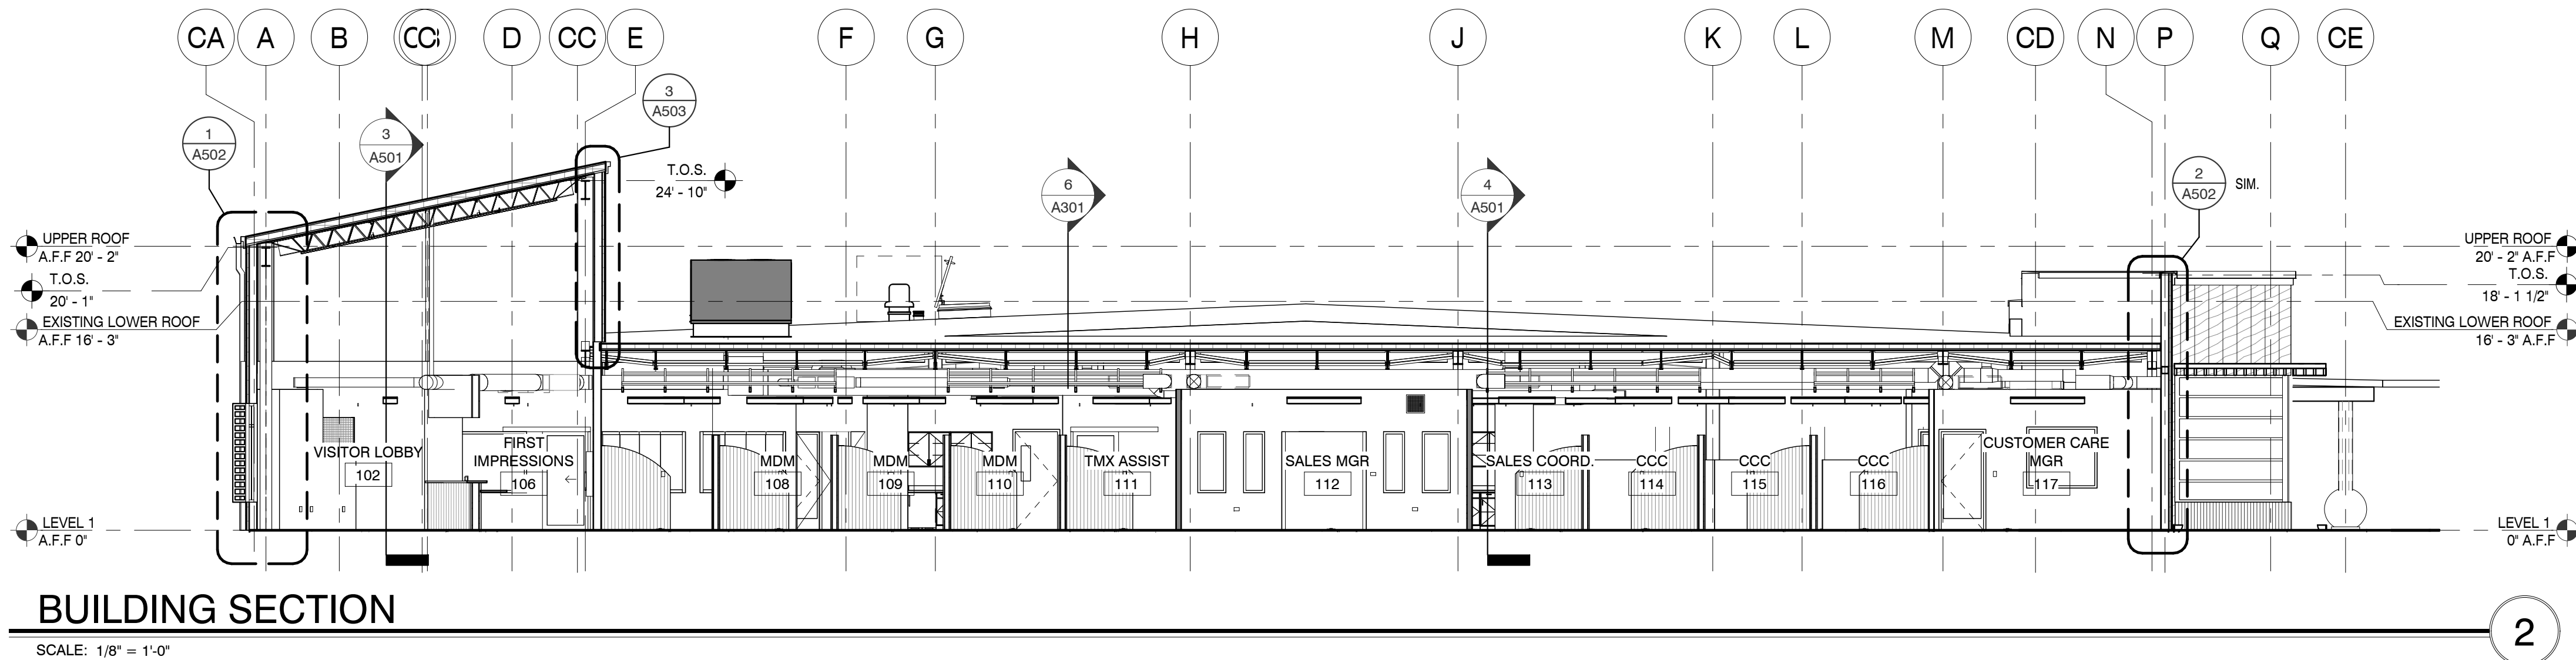 CA A B D CC E F G H J K L M CD N P Q CE
3
A503
1
A502
3
A501
T.O.S.
24' - 10"
6
A301
4
A501
2
A502
SIM.
UPPER ROOF
A.F.F 20' - 2"
T.O.S.
20' - 1"
EXISTING LOWER ROOF
A.F.F 16' - 3"
UPPER ROOF
20' - 2" A.F.F
T.O.S.
18' - 1 1/2"
EXISTING LOWER ROOF
16' - 3" A.F.F
VISITOR LOBBY
102
FIRST
IMPRESSIONS
106
MDM
108
MDM
109
MDM
110
TMX ASSIST
111
SALES MGR
112
SALES COORD.
113
CCC
114
CCC
115
CCC
116
CUSTOMER CARE
MGR
117
LEVEL 1
A.F.F 0"
LEVEL 1
0" A.F.F
BUILDING SECTION
2
SCALE: 1/8" = 1'-0"